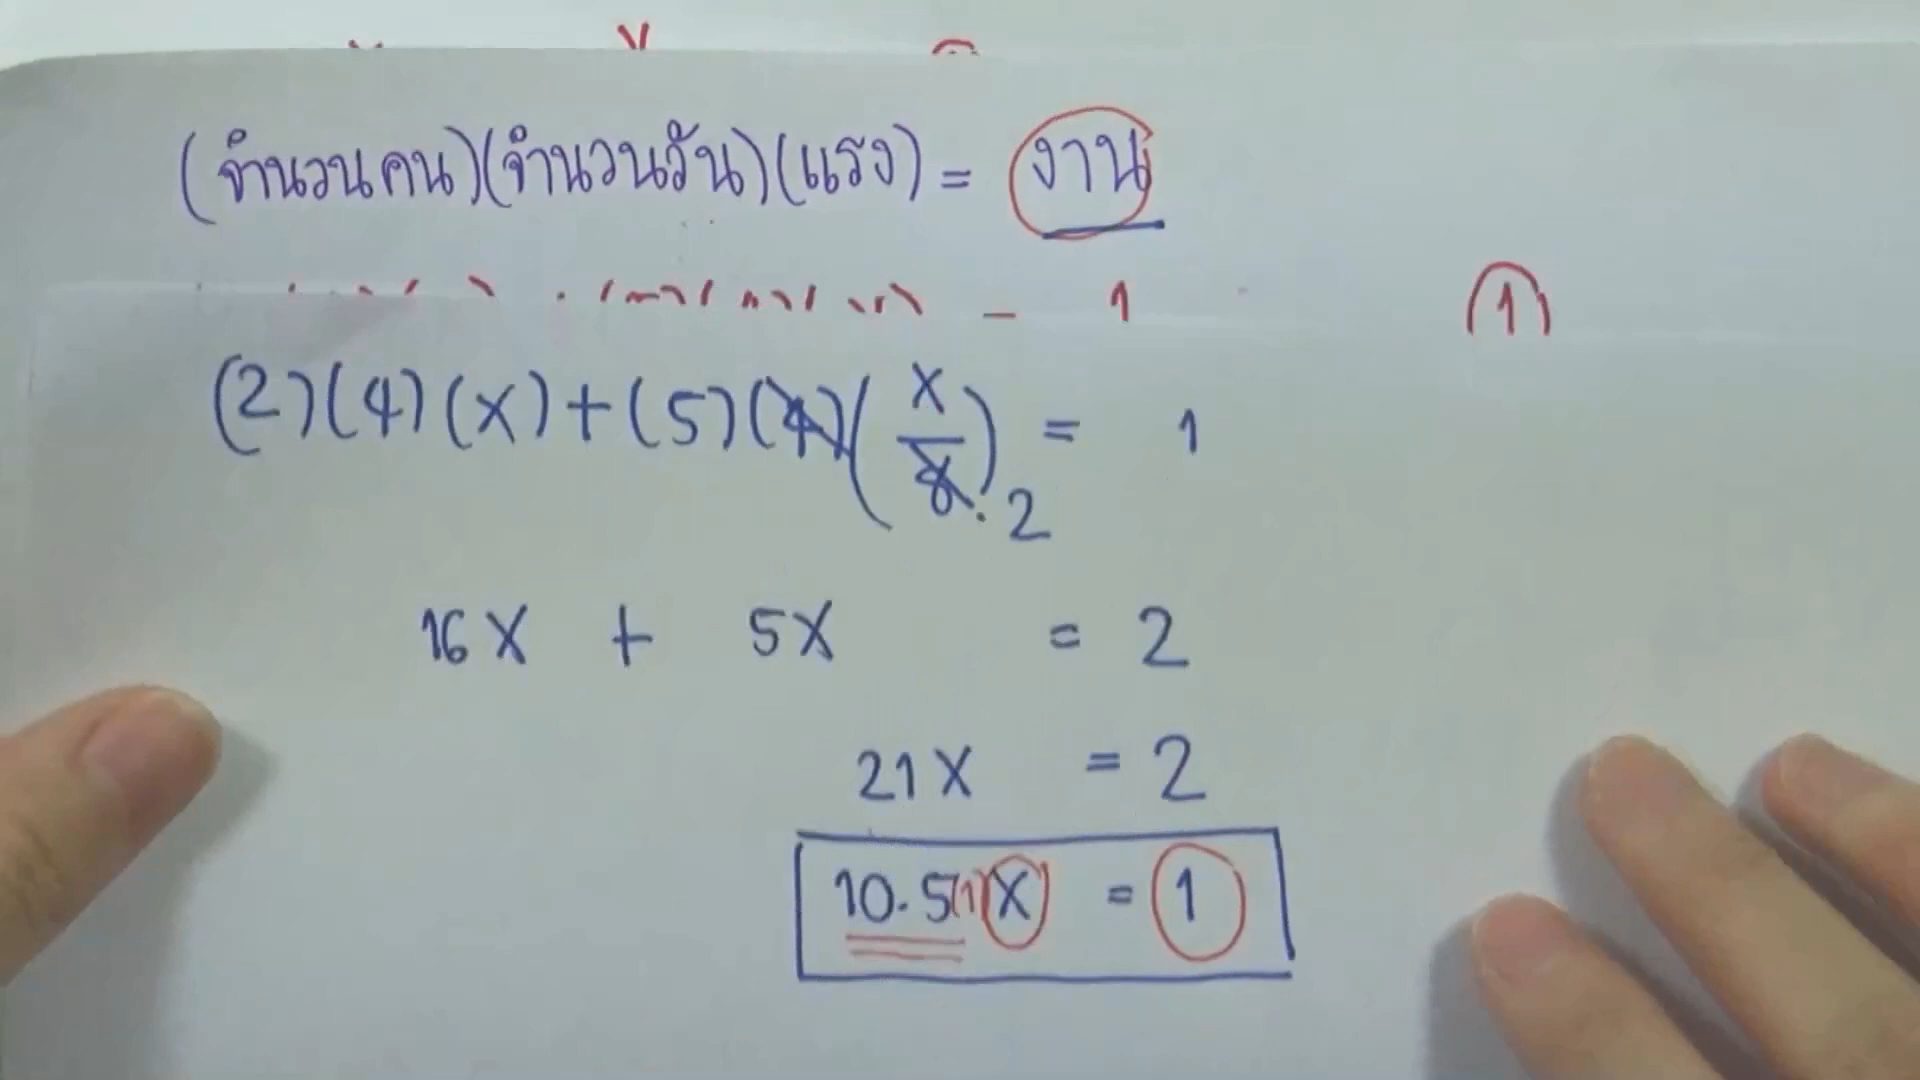 (จำนวนคน)(จำนวนวัน)(แรง) = งาน
(2)(4)(x)+(5)(4)(x/8) = 1
2
16x + 5x = 2
21x = 2
10.5(1)(x) = 1